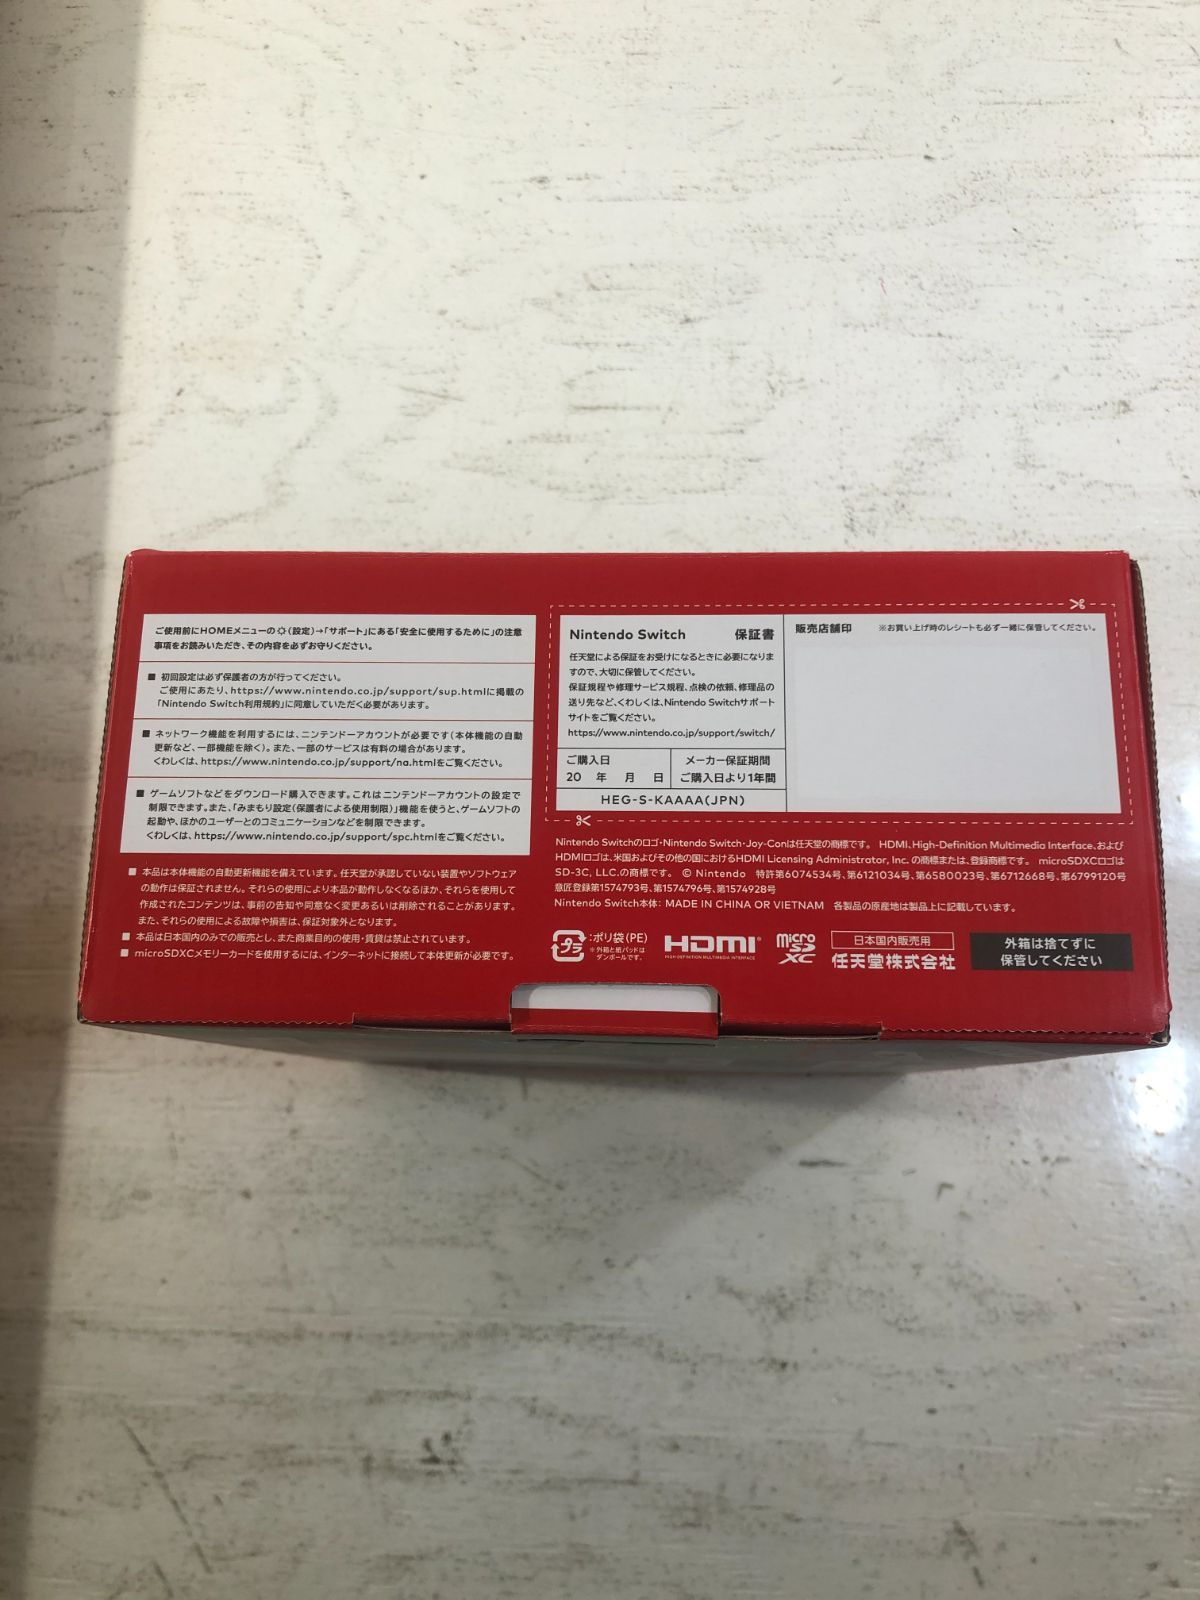 ご使用前にHOMEメニューの(設定)→「サポート」にある「安全に使用するために」の注意
事項をお読みいただき、その内容を必ずお守りください。
■ 初回設定は必ず保護者の方が行ってください。
ご使用にあたり、https://www.nintendo.co.jp/support/sup.htmlに掲載の
「Nintendo Switch利用規約」に同意していただく必要があります。
■ ネットワーク機能を利用するには、ニンテンドーアカウントが必要です(本体機能の自動
更新など、一部機能を除く)。また、一部のサービスは有料の場合があります。
くわしくは、https://www.nintendo.co.jp/support/na.htmlをご覧ください。
■ ゲームソフトなどをダウンロード購入できます。これはニンテンドーアカウントの設定で
制限できます。また、「みまもり設定(保護者による使用制限)」機能を使うと、ゲームソフトの
起動や、ほかのユーザーとのコミュニケーションなどを制限できます。
くわしくは、https://www.nintendo.co.jp/support/spc.htmlをご覧ください。
■ 本品は本体機能の自動更新機能を備えています。任天堂が承認していない装置やソフトウェア
の動作は保証されません。それらの使用により本品が動作しなくなるほか、それらを使用して
作成されたコンテンツは、事前の告知や同意なく変更あるいは削除されることがあります。
また、それらの使用による故障や損害は、保証対象外となります。
■ 本品は日本国内のみでの販売とし、また商業目的の使用・賃貸は禁止されています。
■ microSDXCメモリーカードを使用するには、インターネットに接続して本体更新が必要です。
Nintendo Switch 保証書
任天堂による保証をお受けになるときに必要になりま
すので、大切に保管してください。
保証規程や修理サービス規程、点検の依頼、修理品の
送り先など、くわしくは、Nintendo Switchサポート
サイトをご覧ください。
https://www.nintendo.co.jp/support/switch/
ご購入日
20 年 月 日
メーカー保証期間
ご購入日より1年間
HEG-S-KAAAA(JPN)
販売店舗印 ※お買い上げ時のレシートも必ず一緒に保管してください。
Nintendo Switchのロゴ・Nintendo Switch・Joy-Conは任天堂の商標です。 HDMI、High-Definition Multimedia Interface、および
HDMIロゴは、米国およびその他の国におけるHDMI Licensing Administrator, Inc. の商標または、登録商標です。 microSDXCロゴは
SD-3C, LLC.の商標です。 © Nintendo 特許第6074534号、第6121034号、第6580023号、第6712668号、第6799120号
意匠登録第1574793号、第1574796号、第1574928号
Nintendo Switch本体: MADE IN CHINA OR VIETNAM 各製品の原産地は製品上に記載しています。
プラ :ポリ袋(PE)
※外箱と紙パッドは
ダンボールです。
HDMI
HIGH-DEFINITION MULTIMEDIA INTERFACE
micro
SD
XC
日本国内販売用
任天堂株式会社
外箱は捨てずに
保管してください